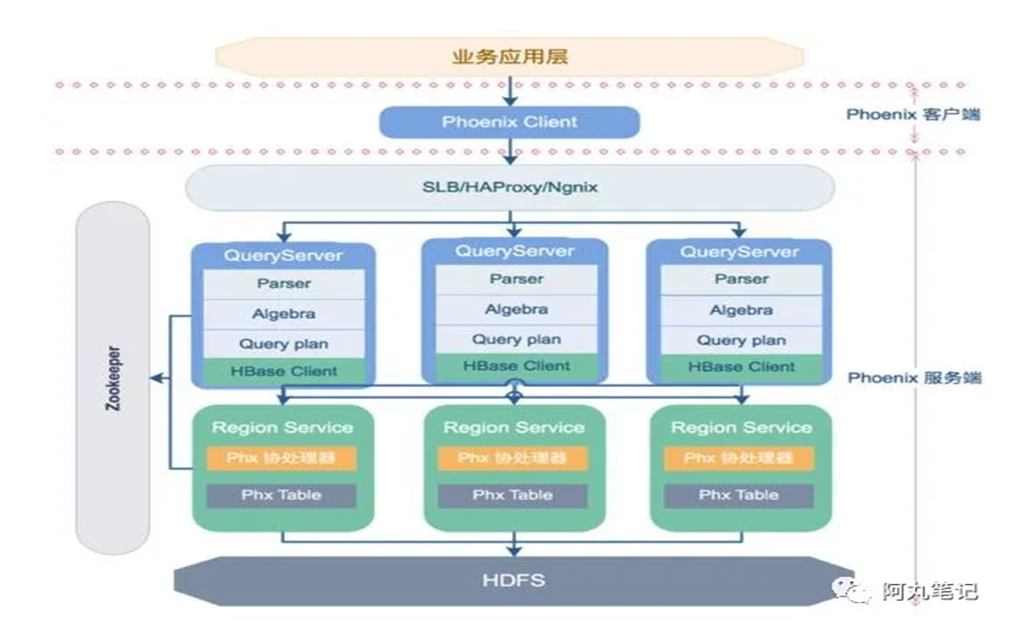 业务应用层
Phoenix Client
Phoenix 客户端
SLB/HAProxy/Ngnix
Zookeeper
QueryServer
Parser
Algebra
Query plan
HBase Client
QueryServer
Parser
Algebra
Query plan
HBase Client
QueryServer
Parser
Algebra
Query plan
HBase Client
Phoenix 服务端
Region Service
Phx 协处理器
Phx Table
Region Service
Phx 协处理器
Phx Table
Region Service
Phx 协处理器
Phx Table
HDFS
阿丸笔记